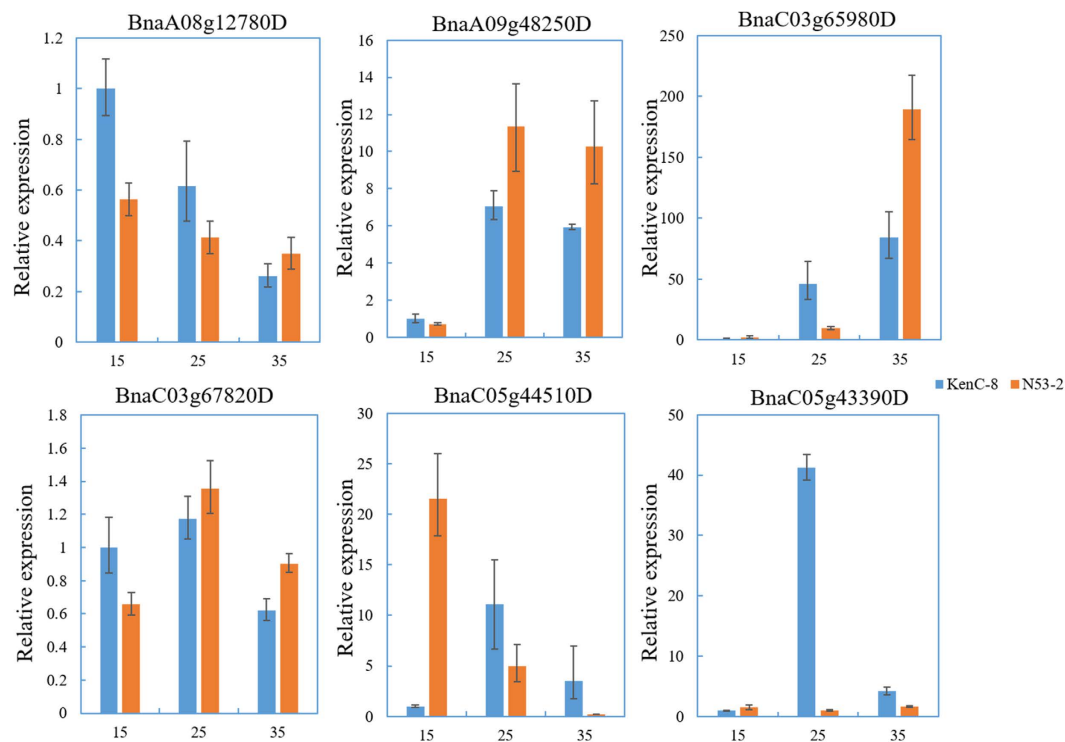 BnaA08g12780D
Relative expression
1.2
1
0.8
0.6
0.4
0.2
0
15 25 35
BnaA09g48250D
Relative expression
16
14
12
10
8
6
4
2
0
15 25 35
BnaC03g65980D
Relative expression
250
200
150
100
50
0
15 25 35
KenC-8 N53-2
BnaC03g67820D
Relative expression
1.8
1.6
1.4
1.2
1
0.8
0.6
0.4
0.2
0
15 25 35
BnaC05g44510D
Relative expression
30
25
20
15
10
5
0
15 25 35
BnaC05g43390D
Relative expression
50
40
30
20
10
0
15 25 35